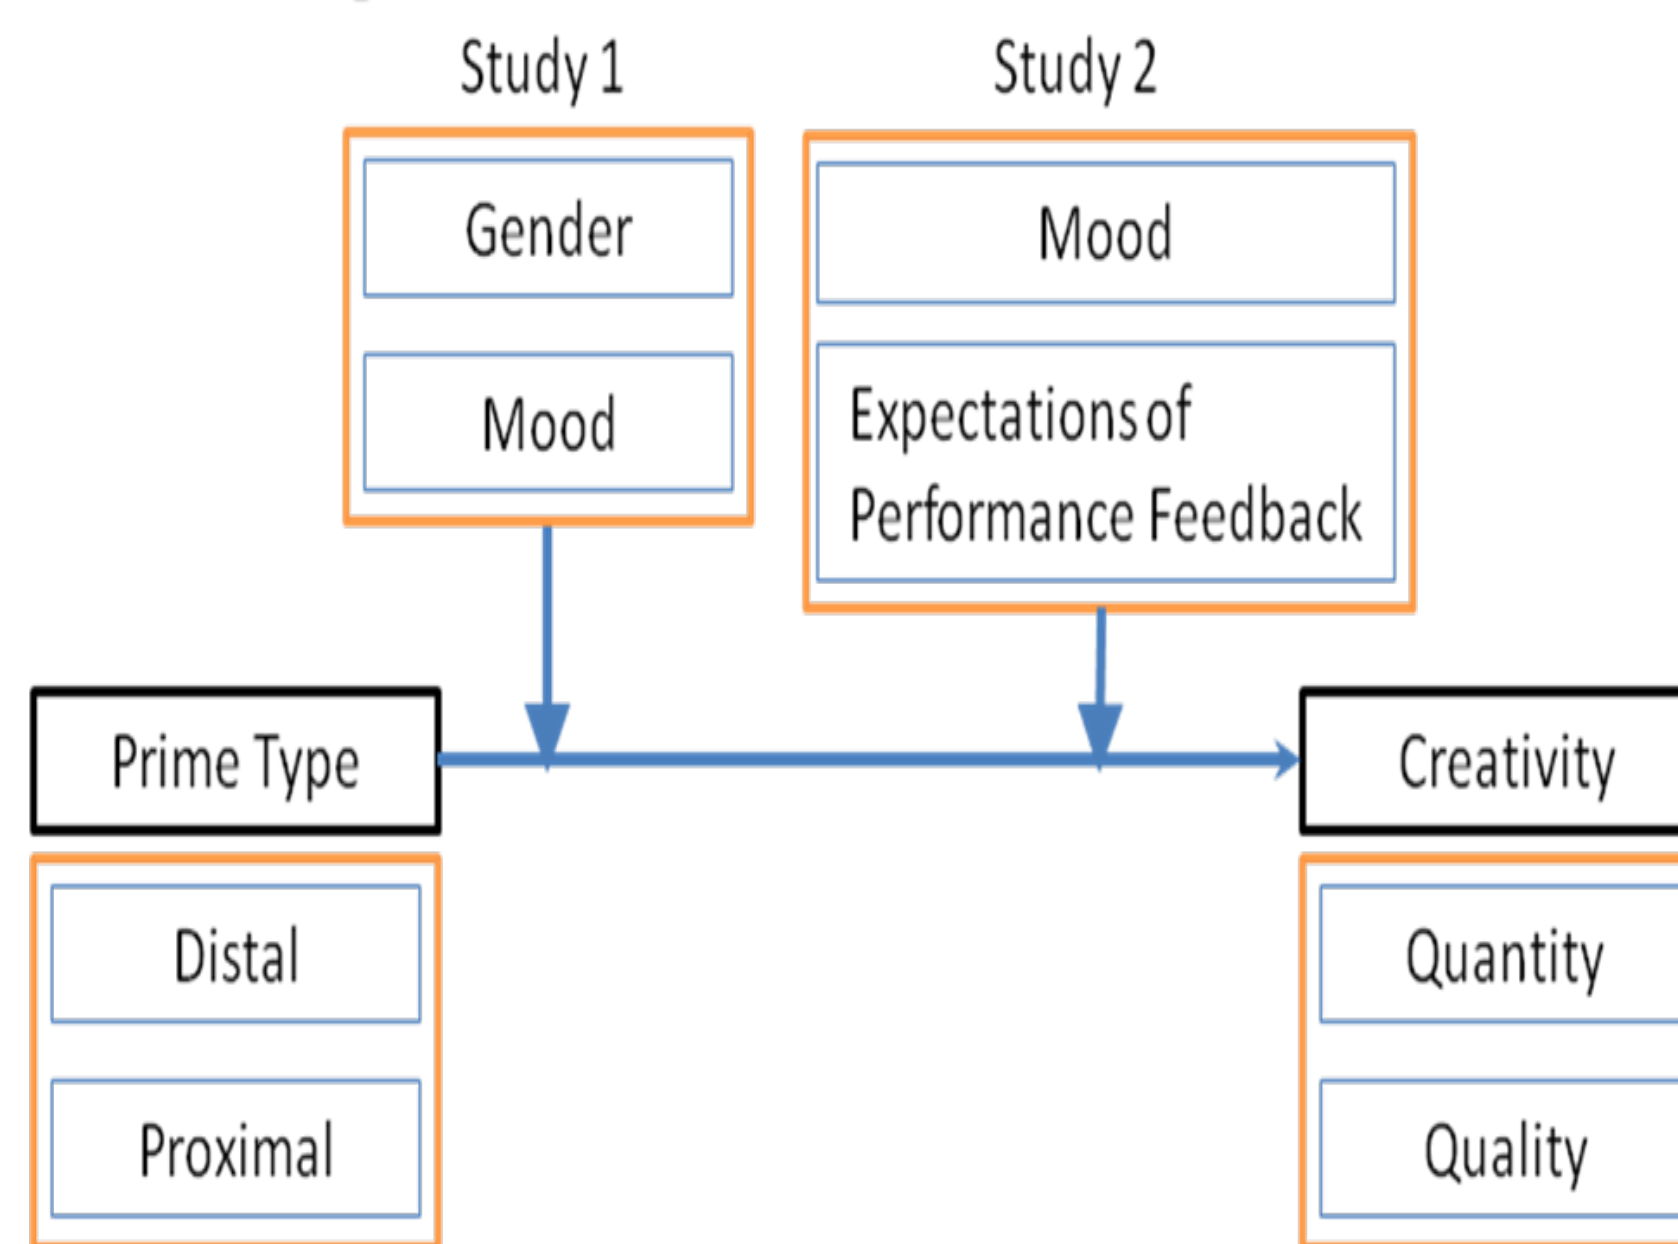 Study 1
Study 2
Gender
Mood
Mood
Expectations of
Performance Feedback
Prime Type
Creativity
Distal
Proximal
Quantity
Quality